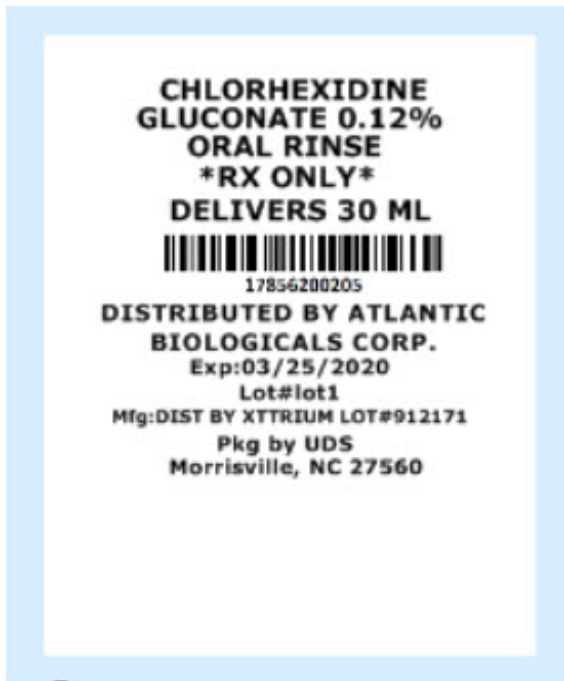 CHLORHEXIDINE
GLUCONATE 0.12%
ORAL RINSE
*RX ONLY*
DELIVERS 30 ML
17856200205
DISTRIBUTED BY ATLANTIC
BIOLOGICALS CORP.
Exp:03/25/2020
Lot#lot1
Mfg:DIST BY XTTRIUM LOT#912171
Pkg by UDS
Morrisville, NC 27560